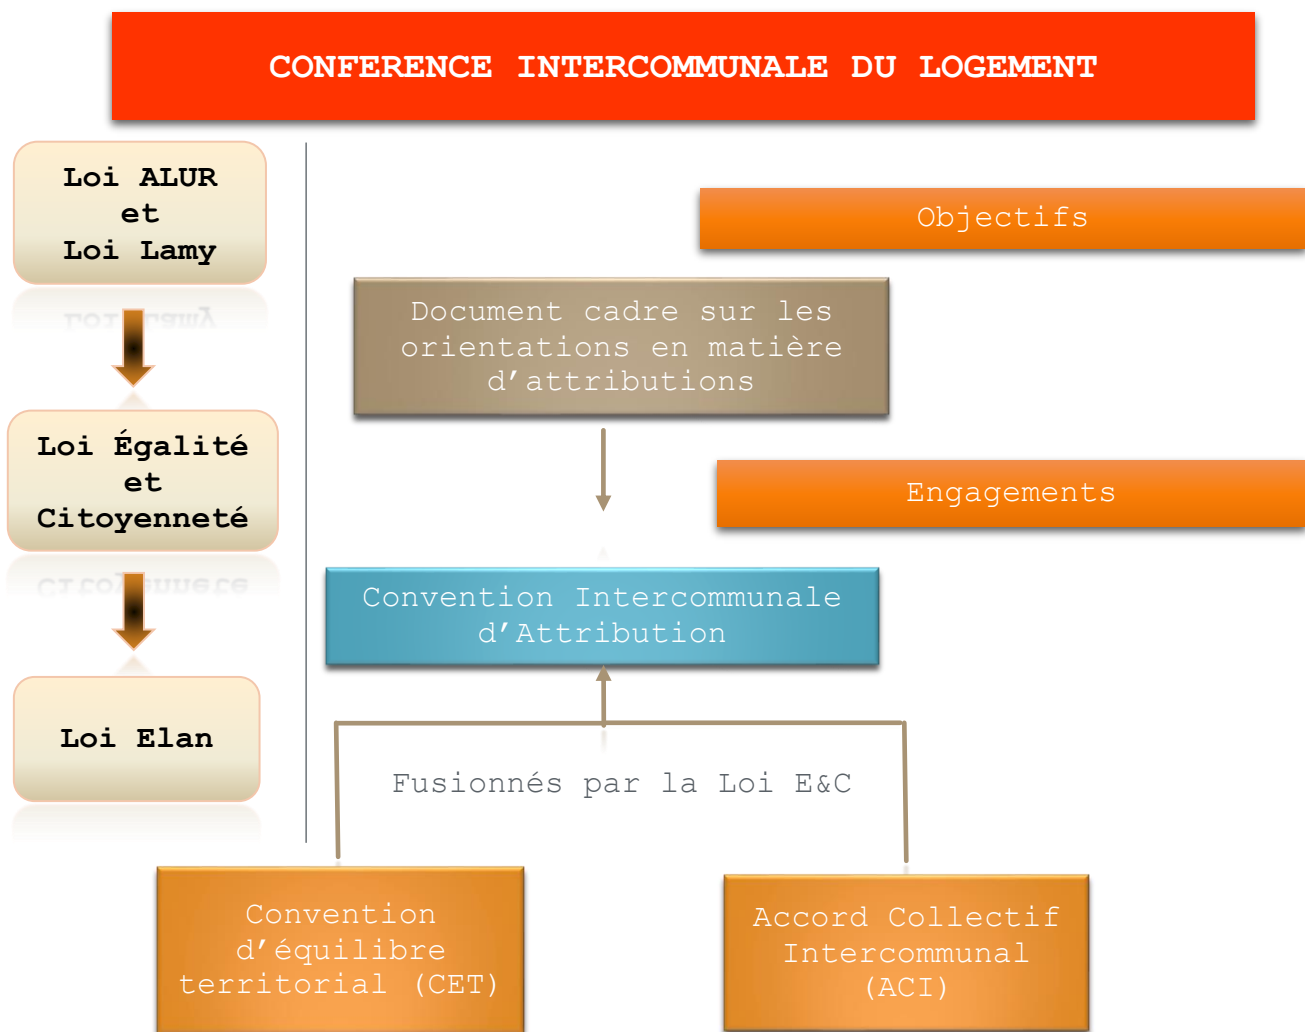 CONFERENCE INTERCOMMUNALE DU LOGEMENT
Loi ALUR
et
Loi Lamy
Loi Égalité
et
Citoyenneté
Loi Elan
Objectifs
Document cadre sur les
orientations en matière
d’attributions
Engagements
Convention Intercommunale
d’Attribution
Fusionnés par la Loi E&C
Convention
d’équilibre
territorial (CET)
Accord Collectif
Intercommunal
(ACI)